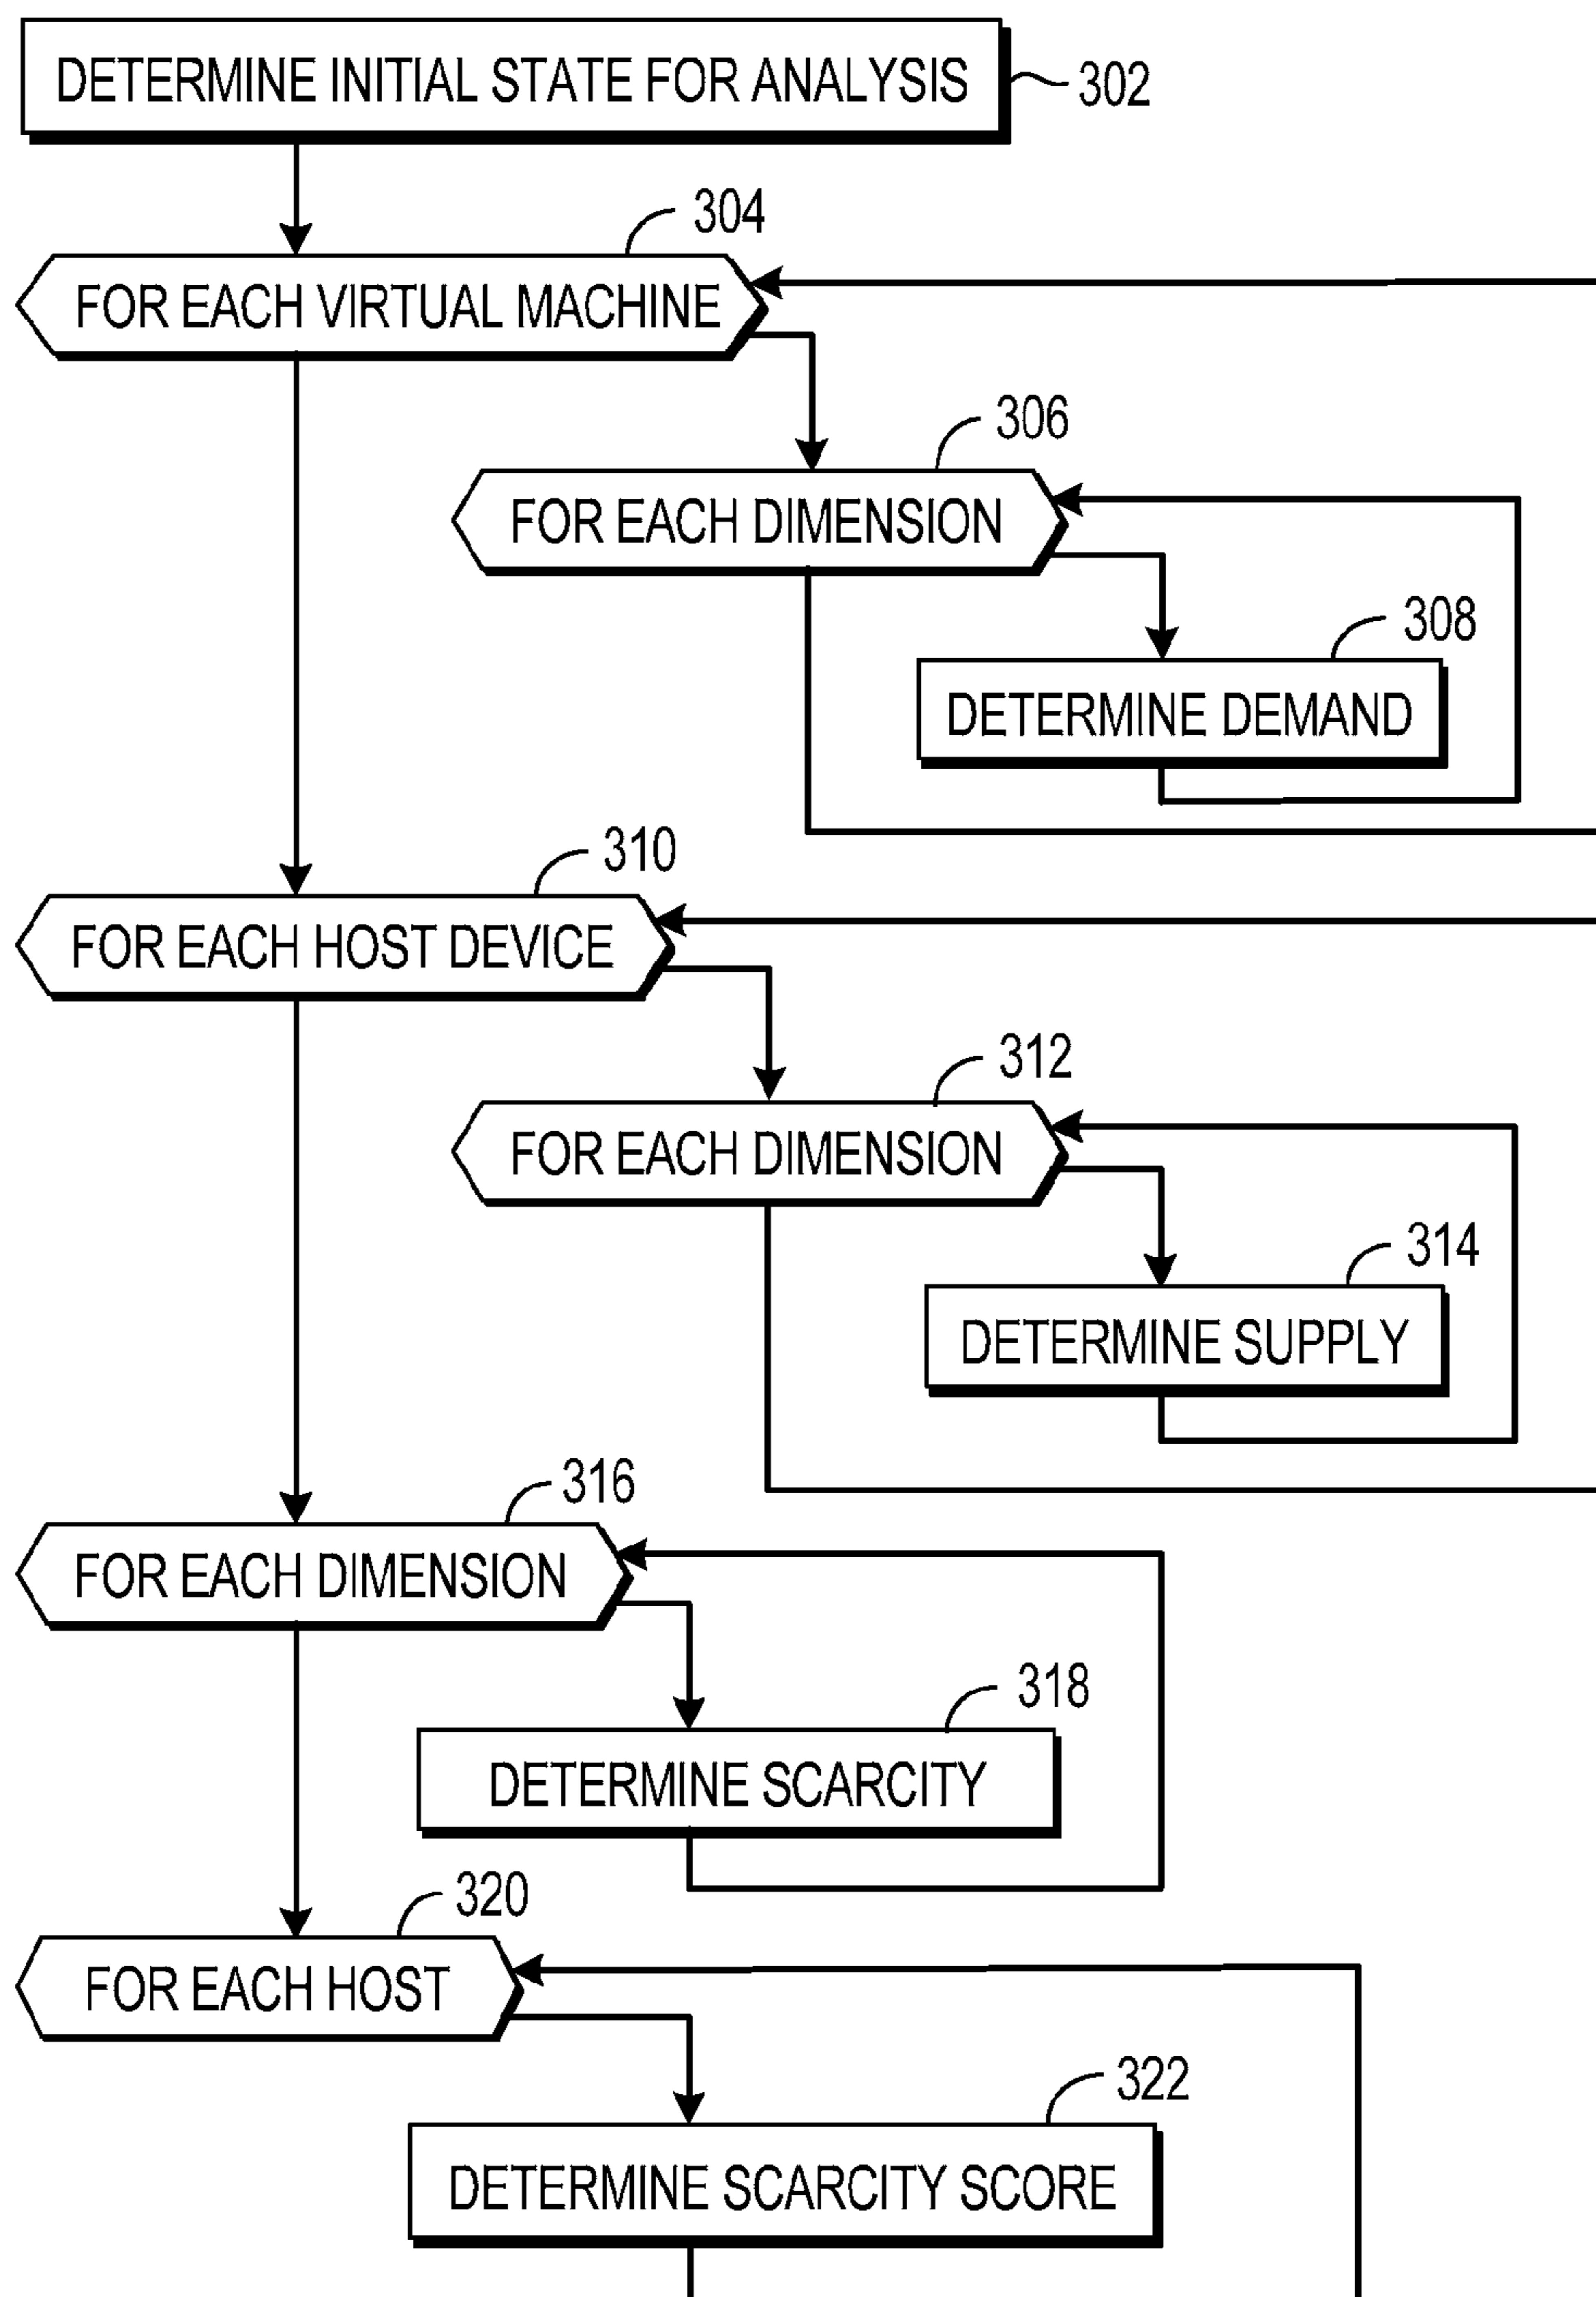 DETERMINE INITIAL STATE FOR ANALYSIS
302
304
FOR EACH VIRTUAL MACHINE
306
FOR EACH DIMENSION
308
DETERMINE DEMAND
310
FOR EACH HOST DEVICE
312
FOR EACH DIMENSION
314
DETERMINE SUPPLY
316
FOR EACH DIMENSION
318
DETERMINE SCARCITY
320
FOR EACH HOST
322
DETERMINE SCARCITY SCORE